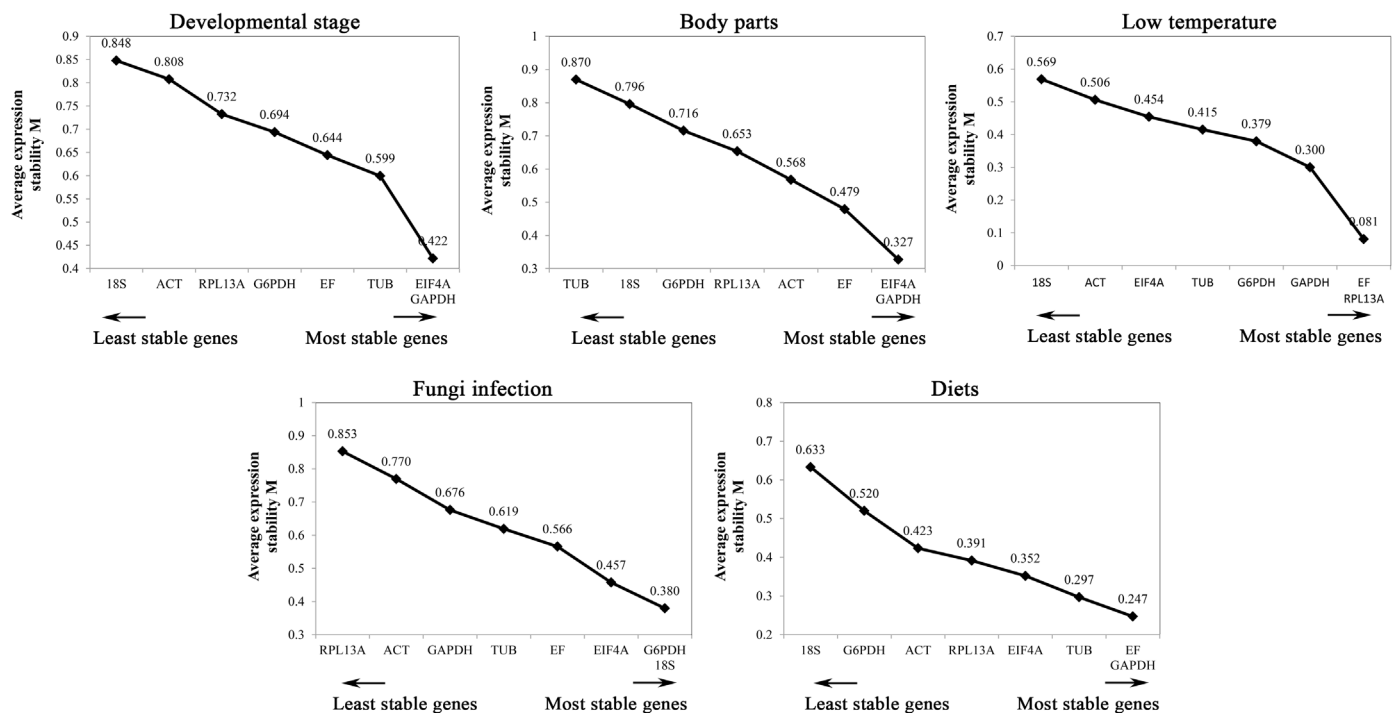 Developmental stage
Average expression
stability M
0.9
0.85
0.8
0.75
0.7
0.65
0.6
0.55
0.5
0.45
0.4
0.848
0.808
0.732
0.694
0.644
0.599
0.422
18S ACT RPL13A G6PDH EF TUB EIF4A
GAPDH
Least stable genes Most stable genes
Body parts
Average expression
stability M
1
0.9
0.8
0.7
0.6
0.5
0.4
0.3
0.870
0.796
0.716
0.653
0.568
0.479
0.327
TUB 18S G6PDH RPL13A ACT EF EIF4A
GAPDH
Least stable genes Most stable genes
Low temperature
Average expression
stability M
0.7
0.6
0.5
0.4
0.3
0.2
0.1
0
0.569
0.506
0.454
0.415
0.379
0.300
0.081
18S ACT EIF4A TUB G6PDH GAPDH EF
RPL13A
Least stable genes Most stable genes
Fungi infection
Average expression
stability M
1
0.9
0.8
0.7
0.6
0.5
0.4
0.3
0.853
0.770
0.676
0.619
0.566
0.457
0.380
RPL13A ACT GAPDH TUB EF EIF4A G6PDH
18S
Least stable genes Most stable genes
Diets
Average expression
stability M
0.8
0.7
0.6
0.5
0.4
0.3
0.2
0.633
0.520
0.423
0.391
0.352
0.297
0.247
18S G6PDH ACT RPL13A EIF4A TUB EF
GAPDH
Least stable genes Most stable genes